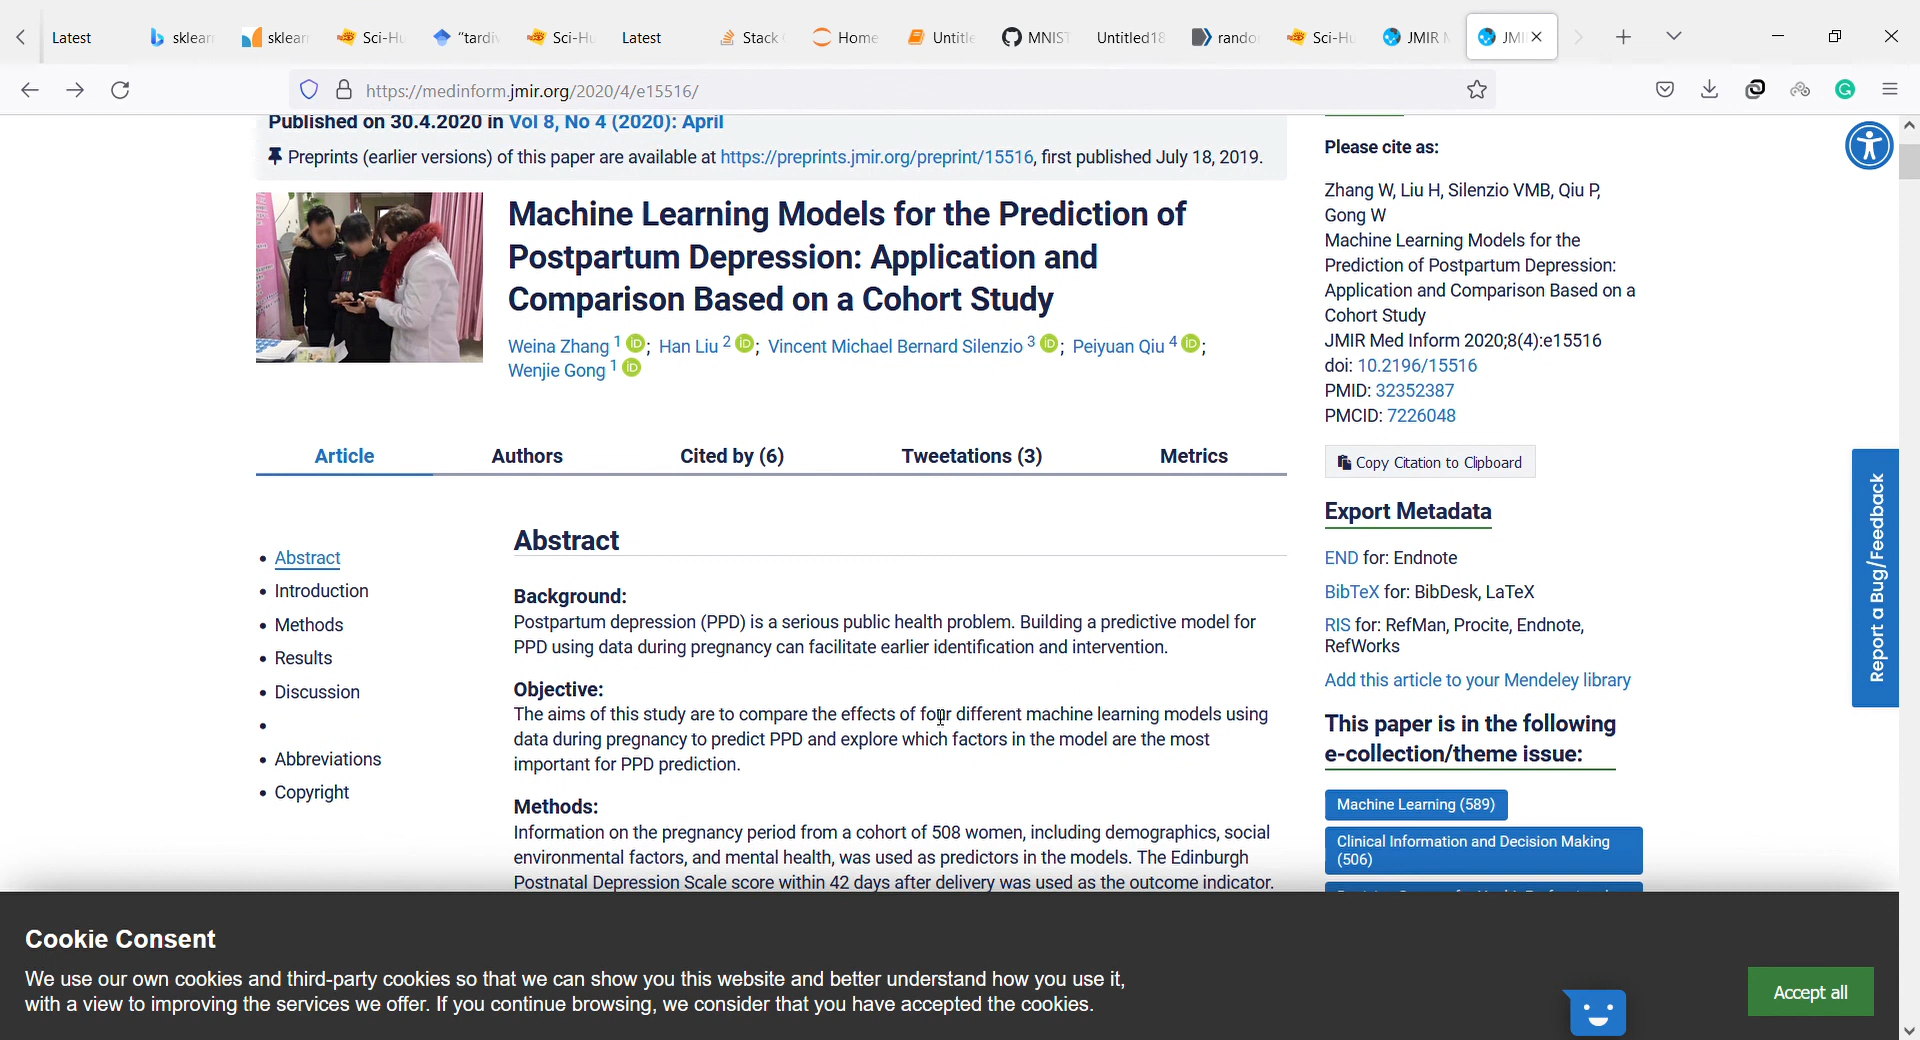 Latest
sklear
sklear
Sci-Hu
"tardiv
Sci-Hu
Latest
Stack
Home
Untitle
MNIST
Untitled18
rando
Sci-Hu
JMIR M
JMI
https://medinform.jmir.org/2020/4/e15516/
Published on 30.4.2020 in Vol 8, No 4 (2020): April
Preprints (earlier versions) of this paper are available at https://preprints.jmir.org/preprint/15516, first published July 18, 2019.
Machine Learning Models for the Prediction of
Postpartum Depression: Application and
Comparison Based on a Cohort Study
Weina Zhang 1 iD; Han Liu 2 iD; Vincent Michael Bernard Silenzio 3 iD; Peiyuan Qiu 4 iD;
Wenjie Gong 1 iD
Article Authors Cited by (6) Tweetations (3) Metrics
• Abstract
• Introduction
• Methods
• Results
• Discussion
•
• Abbreviations
• Copyright
Abstract
Background:
Postpartum depression (PPD) is a serious public health problem. Building a predictive model for
PPD using data during pregnancy can facilitate earlier identification and intervention.
Objective:
The aims of this study are to compare the effects of four different machine learning models using
data during pregnancy to predict PPD and explore which factors in the model are the most
important for PPD prediction.
Methods:
Information on the pregnancy period from a cohort of 508 women, including demographics, social
environmental factors, and mental health, was used as predictors in the models. The Edinburgh
Postnatal Depression Scale score within 42 days after delivery was used as the outcome indicator.
Please cite as:
Zhang W, Liu H, Silenzio VMB, Qiu P,
Gong W
Machine Learning Models for the
Prediction of Postpartum Depression:
Application and Comparison Based on a
Cohort Study
JMIR Med Inform 2020;8(4):e15516
doi: 10.2196/15516
PMID: 32352387
PMCID: 7226048
Copy Citation to Clipboard
Export Metadata
END for: Endnote
BibTeX for: BibDesk, LaTeX
RIS for: RefMan, Procite, Endnote,
RefWorks
Add this article to your Mendeley library
This paper is in the following
e-collection/theme issue:
Machine Learning (589)
Clinical Information and Decision Making
(506)
Report a Bug/Feedback
Cookie Consent
We use our own cookies and third-party cookies so that we can show you this website and better understand how you use it,
with a view to improving the services we offer. If you continue browsing, we consider that you have accepted the cookies.
Accept all